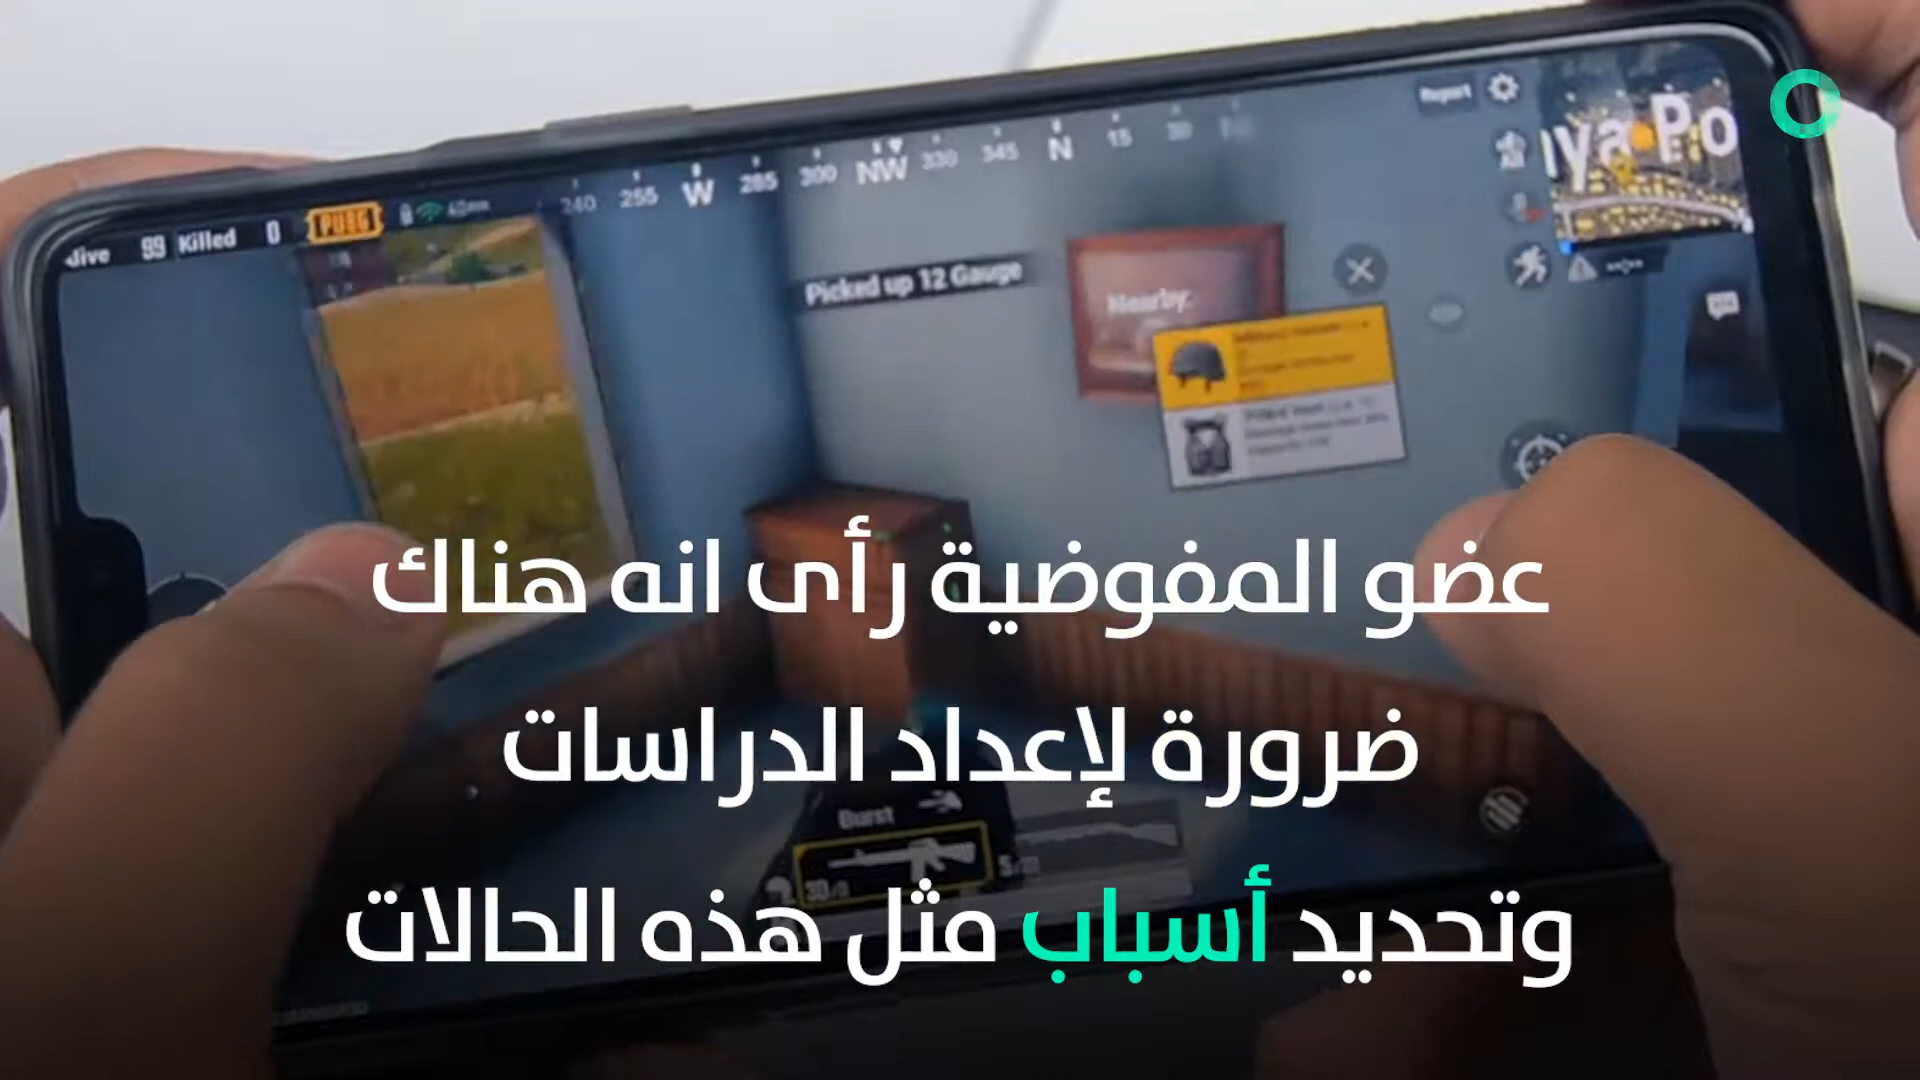 Report
240 255 W 285 300 NW 330 345 N 15 30
Alive 99 Killed 0 PUBG
Picked up 12 Gauge
Nearby
عضو المفوضية رأى انه هناك
ضرورة لإعداد الدراسات
Burst
وتحديد أسباب مثل هذه الحالات